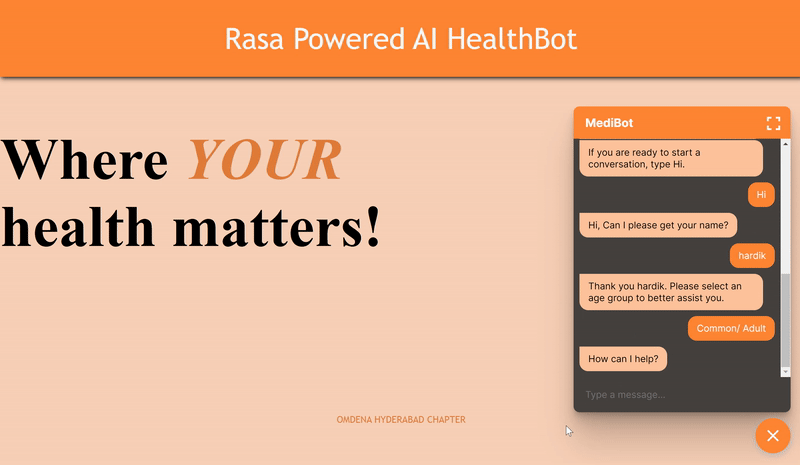 Rasa Powered AI HealthBot
Where YOUR
health matters!
OMDENA HYDERABAD CHAPTER
MediBot
If you are ready to start a
conversation, type Hi.
Hi
Hi, Can I please get your name?
hardik
Thank you hardik. Please select an
age group to better assist you.
Common/ Adult
How can I help?
Type a message...